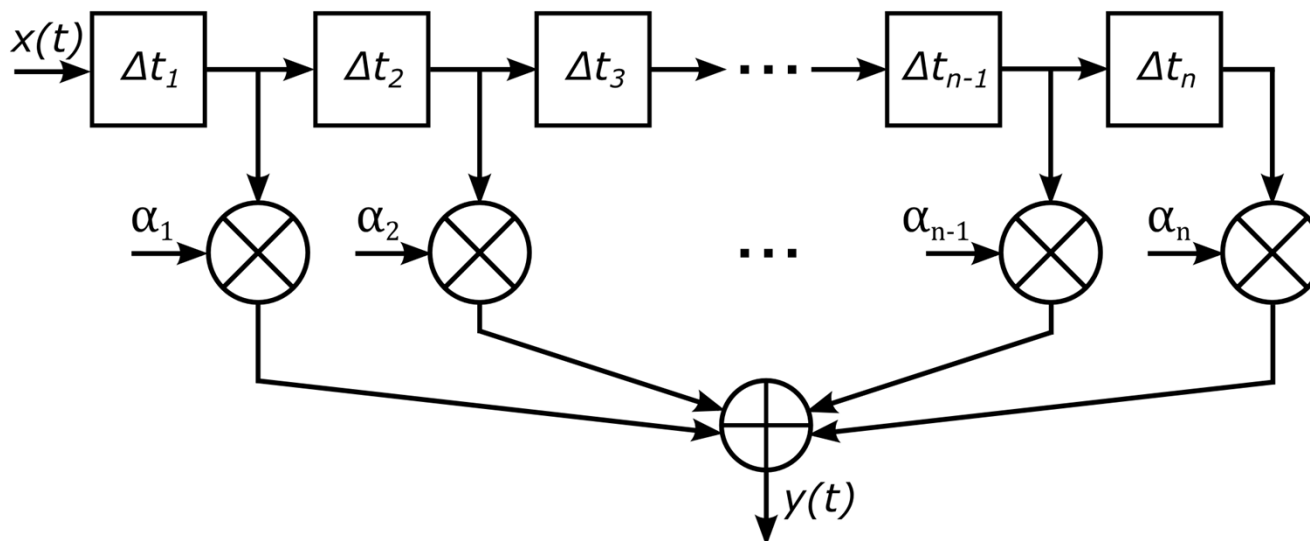 x(t)
Δt₁
Δt₂
Δt₃
...
Δtₙ₋₁
Δtₙ
α₁
α₂
...
αₙ₋₁
αₙ
y(t)